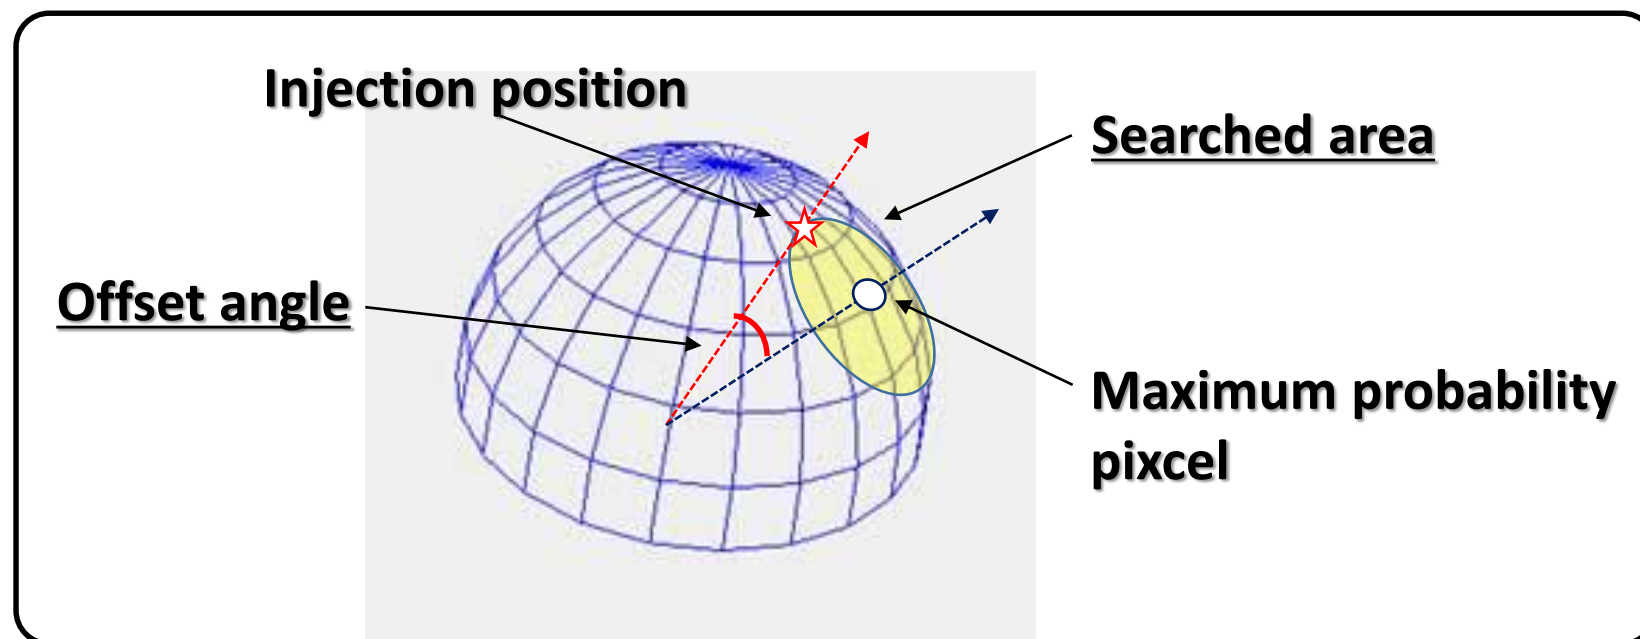 Injection position
Searched area
Offset angle
Maximum probability
pixcel